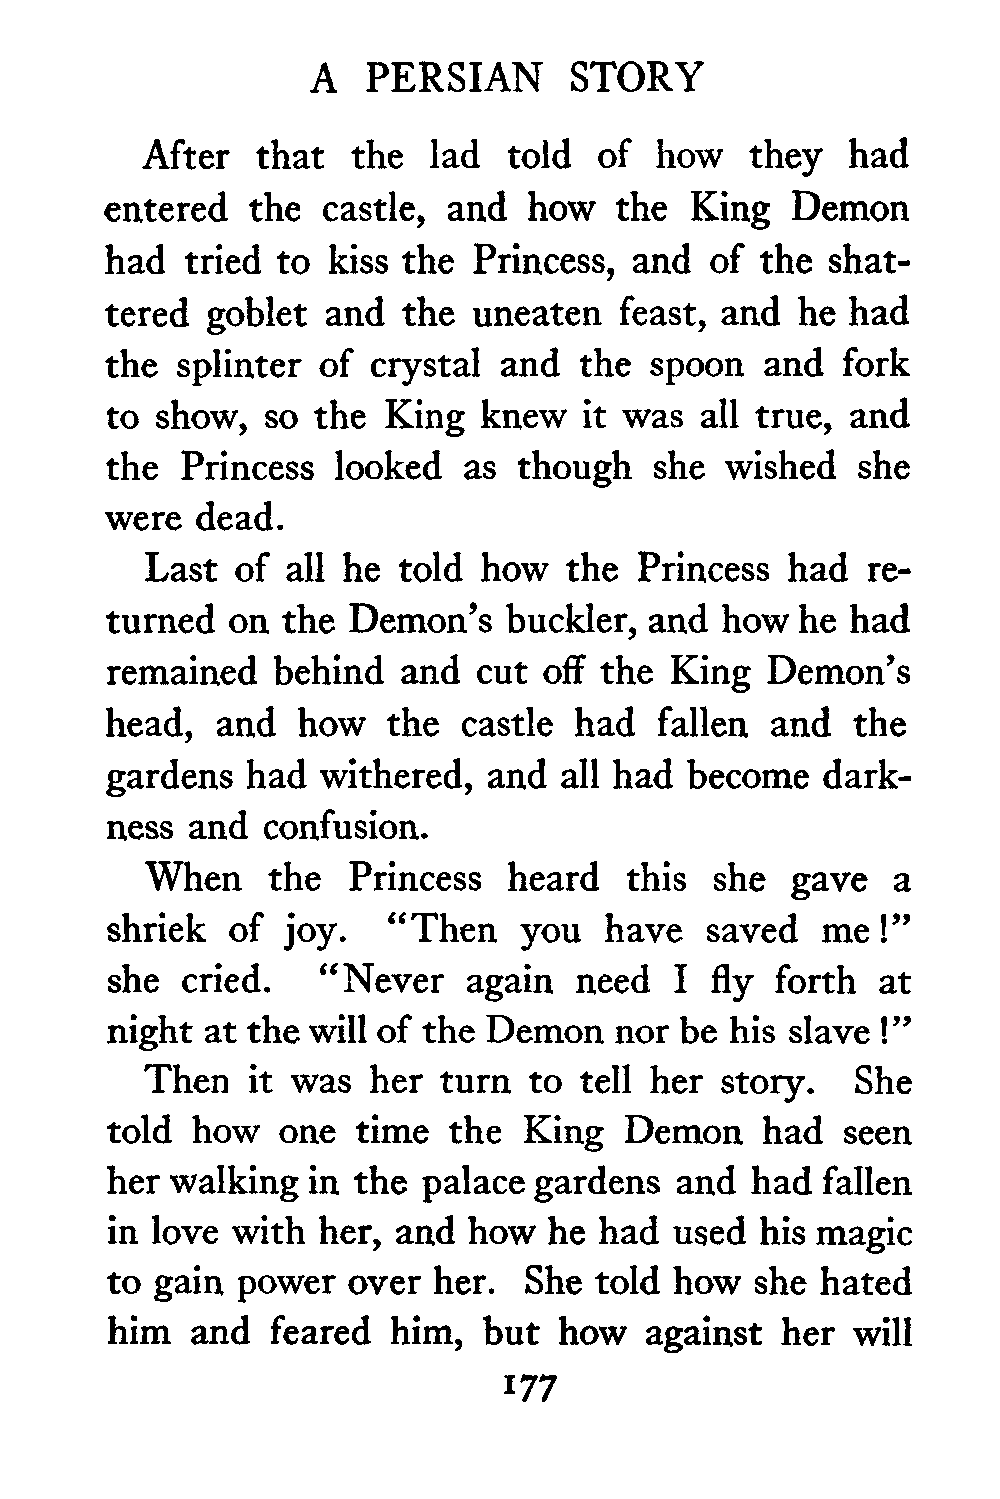 A PERSIAN STORY
After that the lad told of how they had
entered the castle, and how the King Demon
had tried to kiss the Princess, and of the shat-
tered goblet and the uneaten feast, and he had
the splinter of crystal and the spoon and fork
to show, so the King knew it was all true, and
the Princess looked as though she wished she
were dead.
Last of all he told how the Princess had re-
turned on the Demon's buckler, and how he had
remained behind and cut off the King Demon's
head, and how the castle had fallen and the
gardens had withered, and all had become dark-
ness and confusion.
When the Princess heard this she gave a
shriek of joy. "Then you have saved me!"
she cried. "Never again need I fly forth at
night at the will of the Demon nor be his slave!"
Then it was her turn to tell her story. She
told how one time the King Demon had seen
her walking in the palace gardens and had fallen
in love with her, and how he had used his magic
to gain power over her. She told how she hated
him and feared him, but how against her will
177